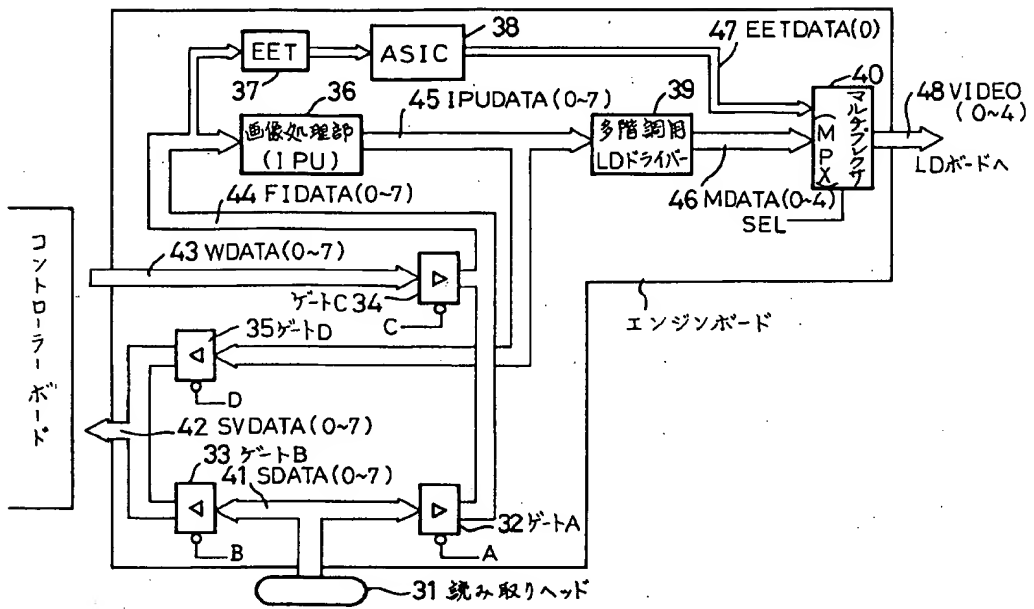 47 EETDATA(0)
EET
37
ASIC
38
40
マルチプレクサ
(MPX)
48 VIDEO
(0~4)
LDボードへ
36
画像処理部
(IPU)
45 IPUDATA(0~7)
39
多階調用
LDドライバー
46 MDATA(0~4)
SEL
44 FIDATA(0~7)
コントローラーボード
43 WDATA(0~7)
ゲートC34
C
エンジンボード
35ゲートD
D
42 SVDATA(0~7)
33ゲートB
41 SDATA(0~7)
32ゲートA
B
A
31 読み取りヘッド